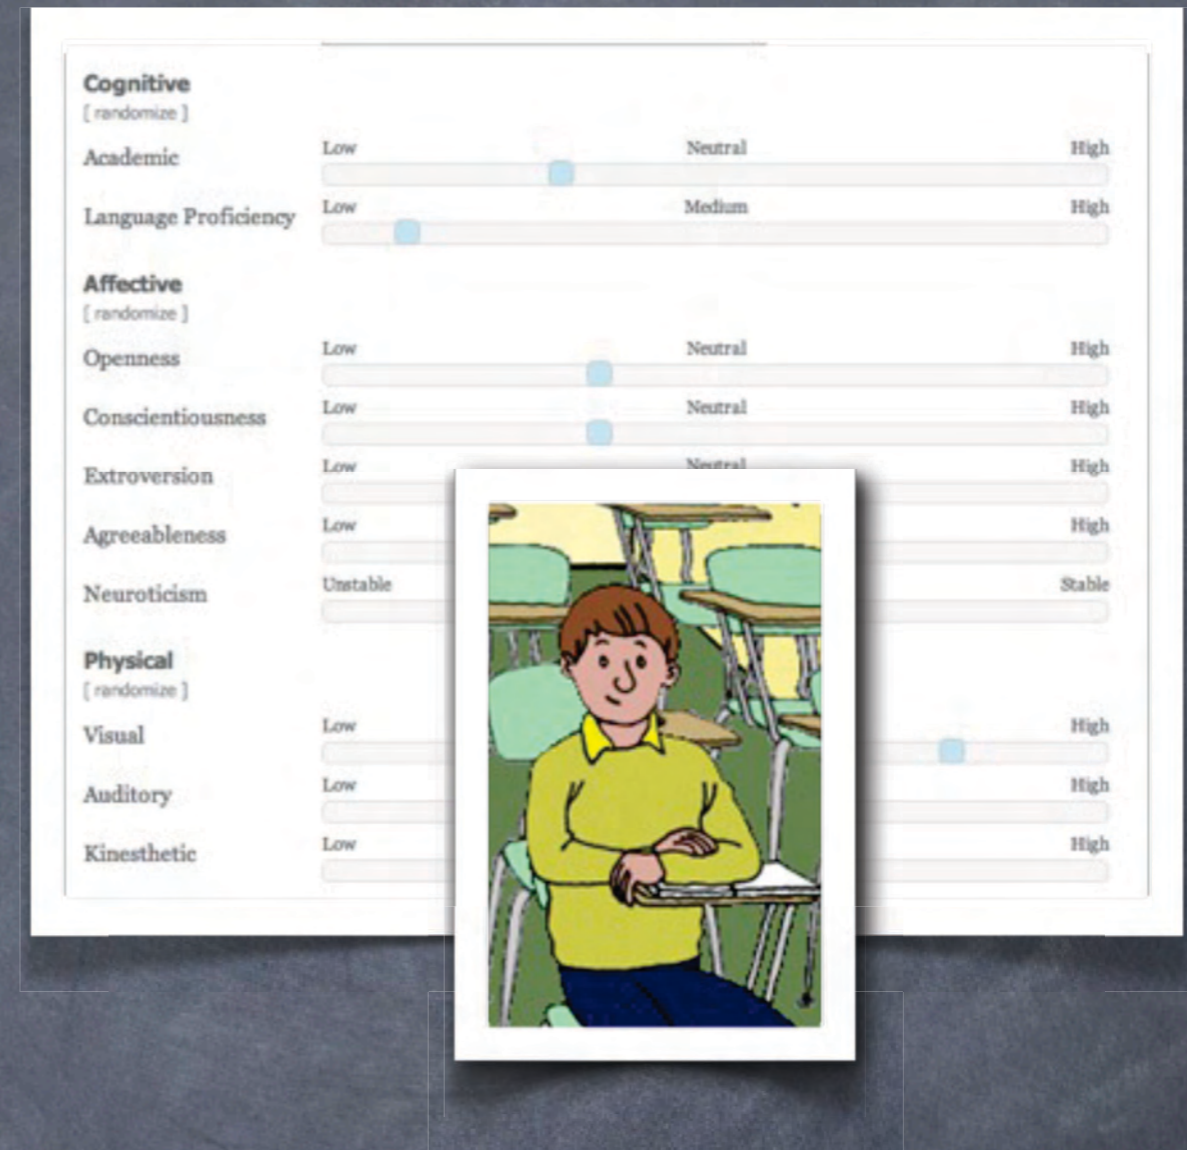 Cognitive
[ randomize ]
Academic Low Neutral High
Language Proficiency Low Medium High
Affective
[ randomize ]
Openness Low Neutral High
Conscientiousness Low Neutral High
Extroversion Low Neutral High
Agreeableness Low High
Neuroticism Unstable Stable
Physical
[ randomize ]
Visual Low High
Auditory Low High
Kinesthetic Low High